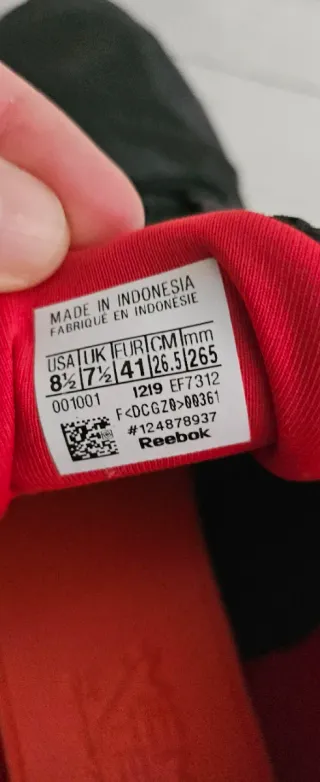 MADE IN INDONESIA
FABRIQUÉ EN INDONÉSIE
USA UK EUR CM mm
8½ 7½ 41 26.5 265
001001 1219 EF7312
F<DCGZ0>00361
#124878937
Reebok